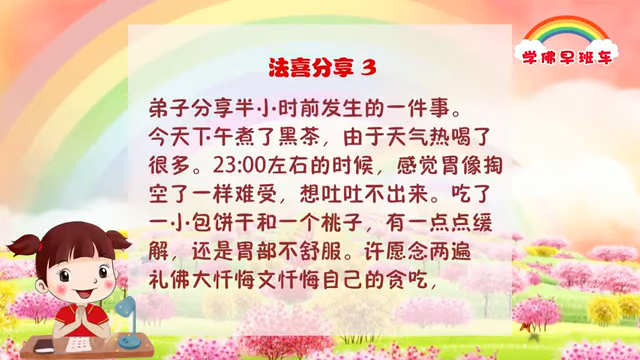 学佛早班车
法喜分享 3
弟子分享半小时前发生的一件事。
今天下午煮了黑茶，由于天气热喝了
很多。23:00左右的时候，感觉胃像掏
空了一样难受，想吐吐不出来。吃了
一小包饼干和一个桃子，有一点点缓
解，还是胃部不舒服。许愿念两遍
礼佛大忏悔文忏悔自己的贪吃，